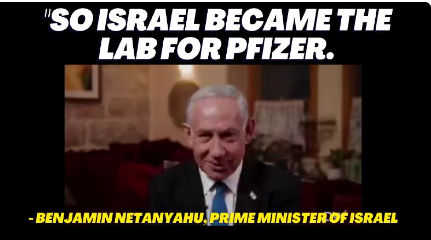 "SO ISRAEL BECAME THE
LAB FOR PFIZER.
- BENJAMIN NETANYAHU, PRIME MINISTER OF ISRAEL